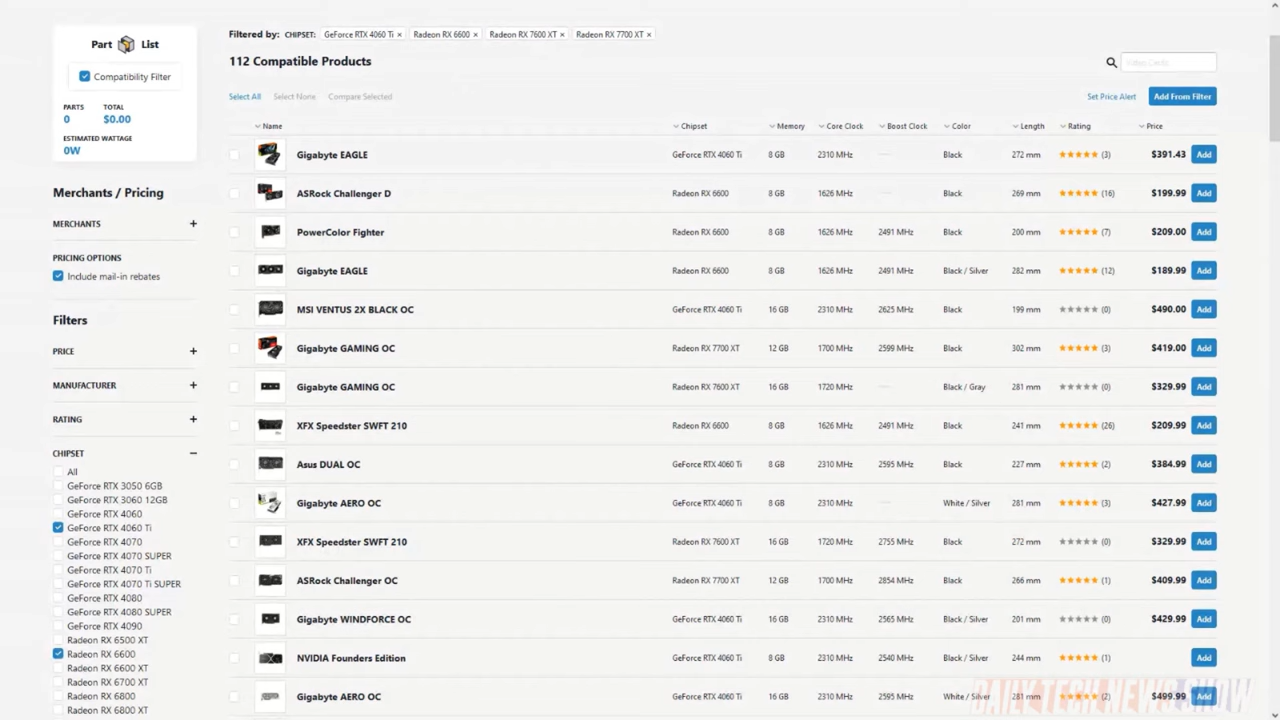 Part List
Compatibility Filter
PARTS TOTAL
0 $0.00
ESTIMATED WATTAGE
0W
Merchants / Pricing
MERCHANTS +
PRICING OPTIONS
Include mail-in rebates
Filters
PRICE +
MANUFACTURER +
RATING +
CHIPSET −
All
GeForce RTX 3050 6GB
GeForce RTX 3060 12GB
GeForce RTX 4060
GeForce RTX 4060 Ti
GeForce RTX 4070
GeForce RTX 4070 SUPER
GeForce RTX 4070 Ti
GeForce RTX 4070 Ti SUPER
GeForce RTX 4080
GeForce RTX 4080 SUPER
GeForce RTX 4090
Radeon RX 6500 XT
Radeon RX 6600
Radeon RX 6600 XT
Radeon RX 6700 XT
Radeon RX 6800
Radeon RX 6800 XT
Filtered by: CHIPSET: GeForce RTX 4060 Ti × Radeon RX 6600 × Radeon RX 7600 XT × Radeon RX 7700 XT ×
112 Compatible Products
Select All Select None Compare Selected Set Price Alert Add From Filter
Name Chipset Memory Core Clock Boost Clock Color Length Rating Price
Gigabyte EAGLE GeForce RTX 4060 Ti 8 GB 2310 MHz Black 272 mm (3) $391.43 Add
ASRock Challenger D Radeon RX 6600 8 GB 1626 MHz Black 269 mm (16) $199.99 Add
PowerColor Fighter Radeon RX 6600 8 GB 1626 MHz 2491 MHz Black 200 mm (7) $209.00 Add
Gigabyte EAGLE Radeon RX 6600 8 GB 1626 MHz 2491 MHz Black / Silver 282 mm (12) $189.99 Add
MSI VENTUS 2X BLACK OC GeForce RTX 4060 Ti 16 GB 2310 MHz 2625 MHz Black 199 mm (0) $490.00 Add
Gigabyte GAMING OC Radeon RX 7700 XT 12 GB 1700 MHz 2599 MHz Black 302 mm (3) $419.00 Add
Gigabyte GAMING OC Radeon RX 7600 XT 16 GB 1720 MHz Black / Gray 281 mm (0) $329.99 Add
XFX Speedster SWFT 210 Radeon RX 6600 8 GB 1626 MHz 2491 MHz Black 241 mm (26) $209.99 Add
Asus DUAL OC GeForce RTX 4060 Ti 8 GB 2310 MHz 2595 MHz Black 227 mm (2) $384.99 Add
Gigabyte AERO OC GeForce RTX 4060 Ti 8 GB 2310 MHz White / Silver 281 mm (3) $427.99 Add
XFX Speedster SWFT 210 Radeon RX 7600 XT 16 GB 1720 MHz 2755 MHz Black 272 mm (0) $329.99 Add
ASRock Challenger OC Radeon RX 7700 XT 12 GB 1700 MHz 2854 MHz Black 266 mm (1) $409.99 Add
Gigabyte WINDFORCE OC GeForce RTX 4060 Ti 16 GB 2310 MHz 2565 MHz Black / Silver 201 mm (0) $429.99 Add
NVIDIA Founders Edition GeForce RTX 4060 Ti 8 GB 2310 MHz 2540 MHz Black / Silver 244 mm (1) Add
Gigabyte AERO OC GeForce RTX 4060 Ti 16 GB 2310 MHz 2595 MHz White / Silver 281 mm (2) $499.99 Add
DAILY TECH NEWS SHOW